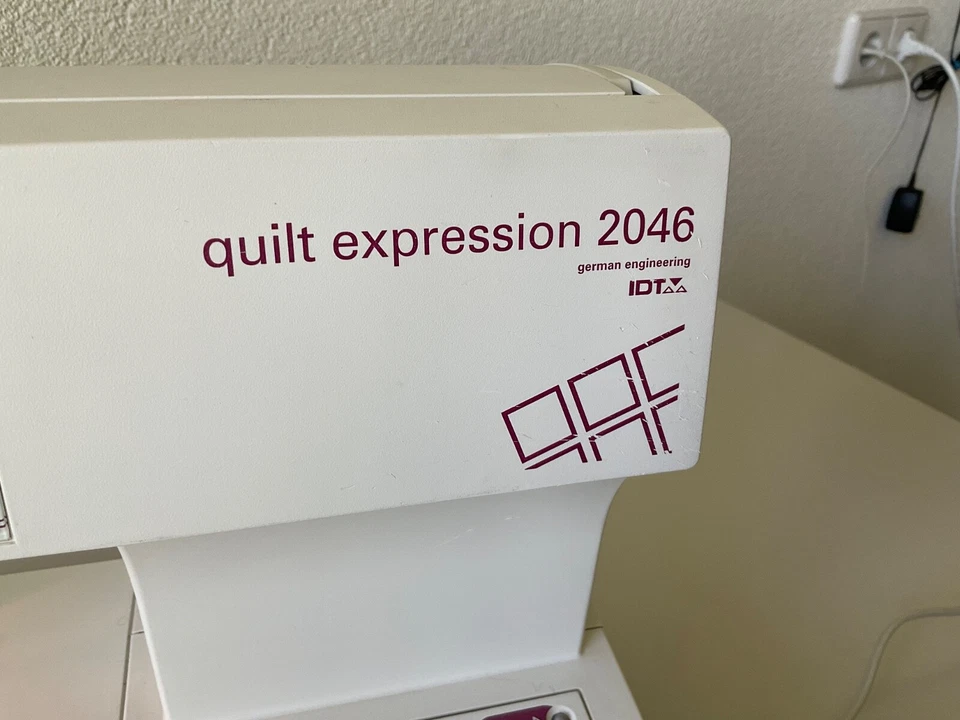 quilt expression 2046
german engineering
IDT